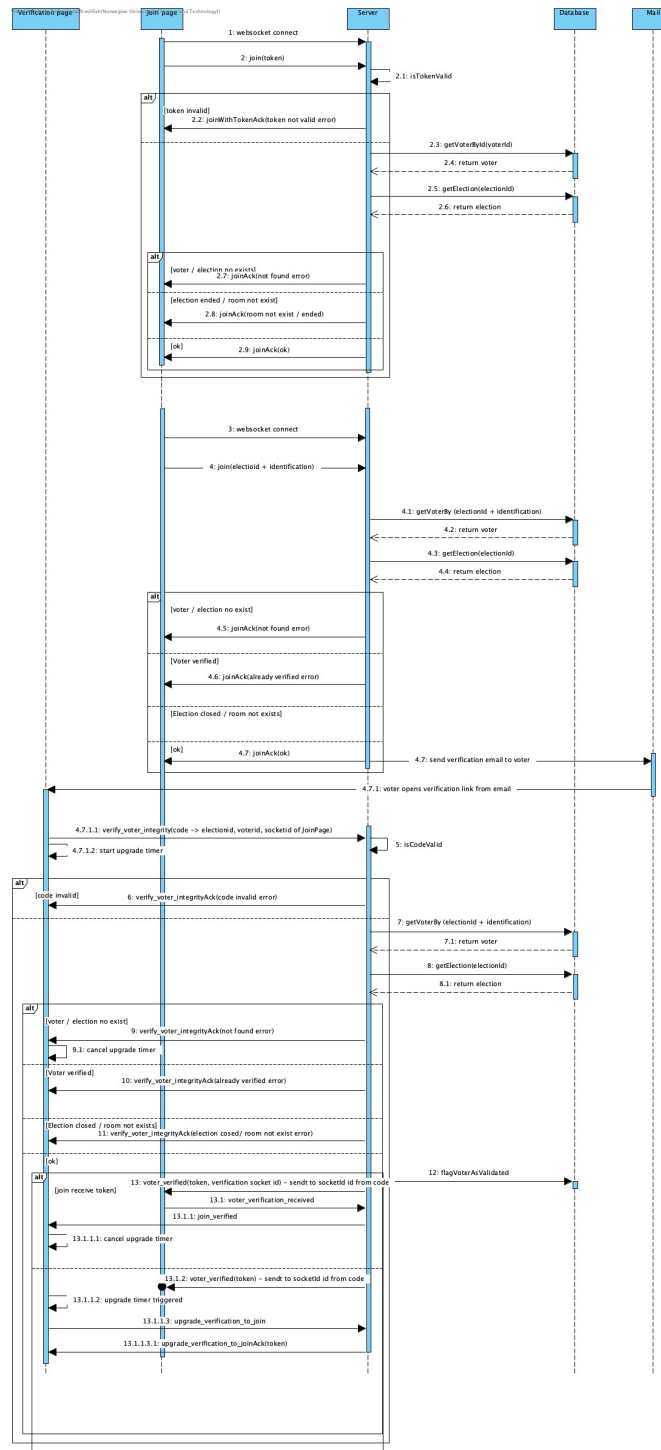 Verification page
Join page
Server
Database
Mail
1: websocket connect
2: join(token)
2.1: isTokenValid
alt
[token invalid]
2.2: joinWithTokenAck(token not valid error)
2.3: getVoterById(voterId)
2.4: return voter
2.5: getElection(electionId)
2.6: return election
alt
[voter / election no exists]
2.7: joinAck(not found error)
[election ended / room not exist]
2.8: joinAck(room not exist / ended)
[ok]
2.9: joinAck(ok)
3: websocket connect
4: join(electioid + identification)
4.1: getVoterBy (electionId + identification)
4.2: return voter
4.3: getElection(electionId)
4.4: return election
alt
[voter / election no exist]
4.5: joinAck(not found error)
[Voter verified]
4.6: joinAck(already verified error)
[Election closed / room not exists]
[ok]
4.7: joinAck(ok)
4.7: send verification email to voter
4.7.1: voter opens verification link from email
4.7.1.1: verify_voter_integrity(code -> electionid, voterid, socketid of JoinPage)
5: isCodeValid
4.7.1.2: start upgrade timer
alt
[code invalid]
6: verify_voter_integrityAck(code invalid error)
7: getVoterBy (electionId + identification)
7.1: return voter
8: getElection(electionId)
8.1: return election
alt
[voter / election no exist]
9: verify_voter_integrityAck(not found error)
9.1: cancel upgrade timer
[Voter verified]
10: verify_voter_integrityAck(already verified error)
[Election closed / room not exists]
11: verify_voter_integrityAck(election cosed/ room not exist error)
[ok]
12: flagVoterAsValidated
alt
13: voter_verified(token, verification socket id) - sendt to socketId id from code
[join receive token]
13.1: voter_verification_received
13.1.1: join_verified
13.1.1.1: cancel upgrade timer
13.1.2: voter_verified(token) - sendt to socketId id from code
13.1.1.2: upgrade timer triggered
13.1.1.3: upgrade_verification_to_join
13.1.1.3.1: upgrade_verification_to_joinAck(token)